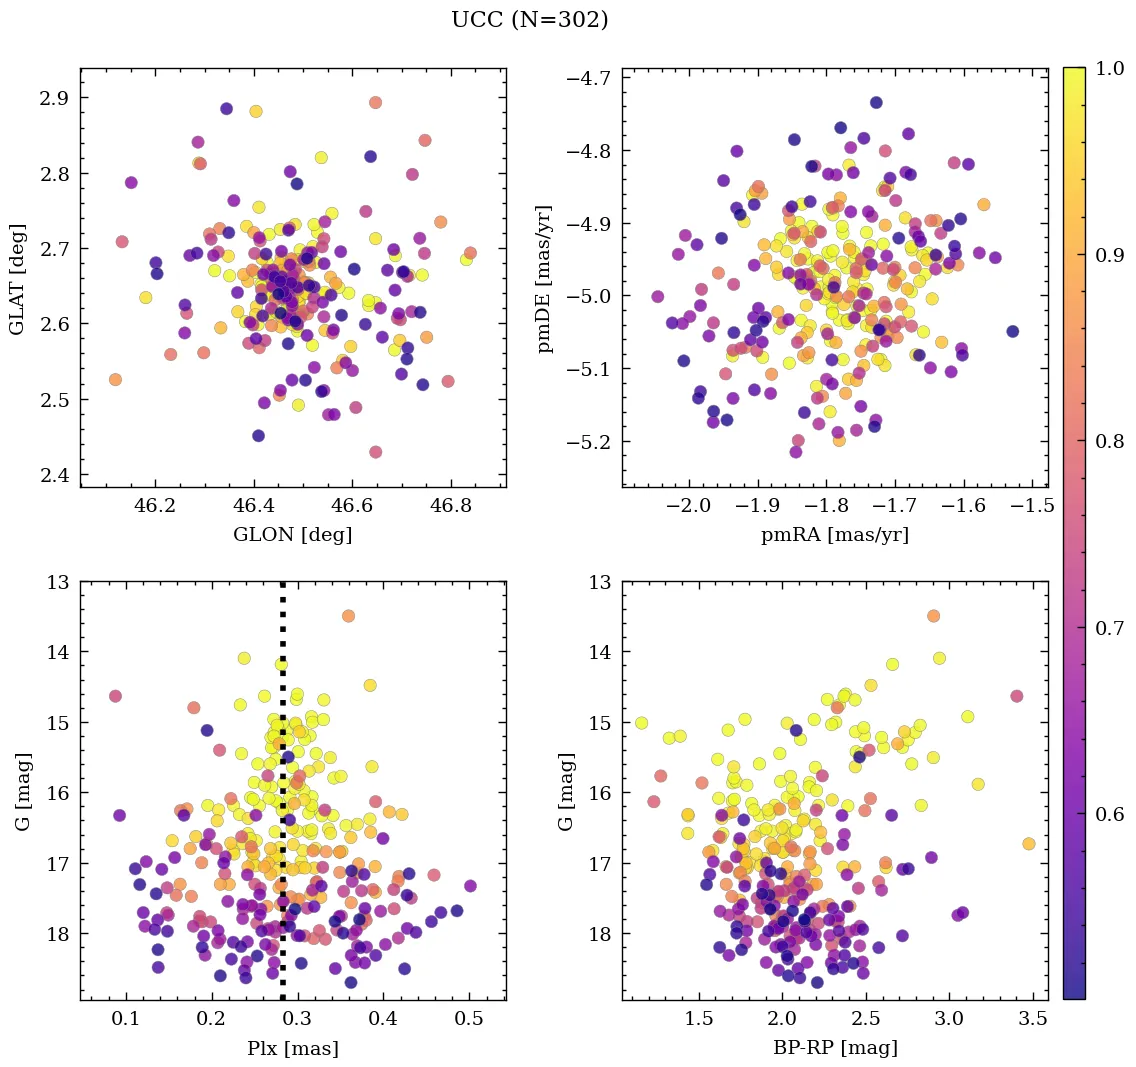 UCC (N=302)
2.9
2.8
2.7
2.6
2.5
2.4
GLAT [deg]
46.2 46.4 46.6 46.8
GLON [deg]
−4.7
−4.8
−4.9
−5.0
−5.1
−5.2
pmDE [mas/yr]
−2.0 −1.9 −1.8 −1.7 −1.6 −1.5
pmRA [mas/yr]
1.0
0.9
0.8
0.7
0.6
13
14
15
16
17
18
G [mag]
0.1 0.2 0.3 0.4 0.5
Plx [mas]
13
14
15
16
17
18
G [mag]
1.5 2.0 2.5 3.0 3.5
BP-RP [mag]